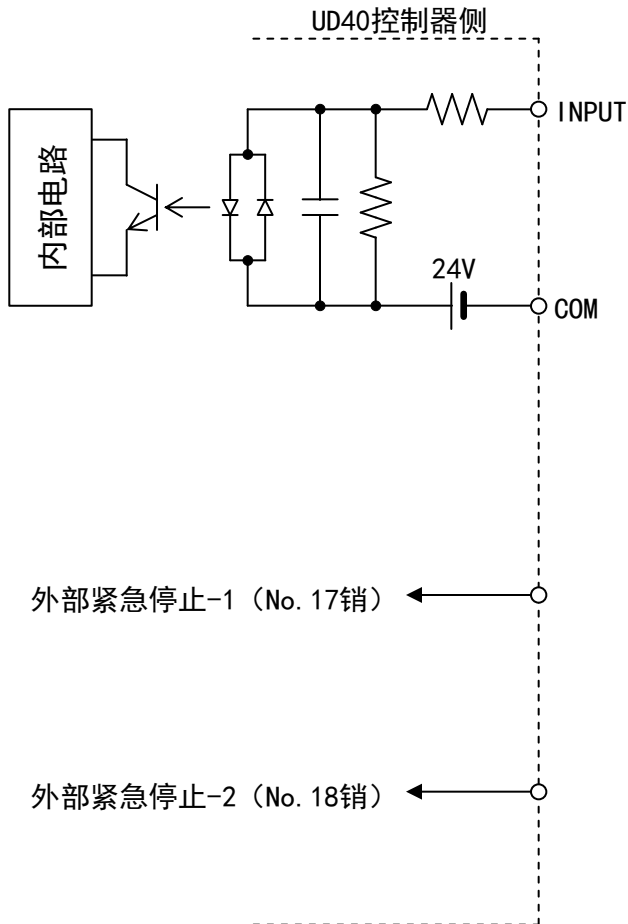 UD40控制器侧
INPUT
内部电路
24V
COM
外部紧急停止-1（No.17销）
外部紧急停止-2（No.18销）